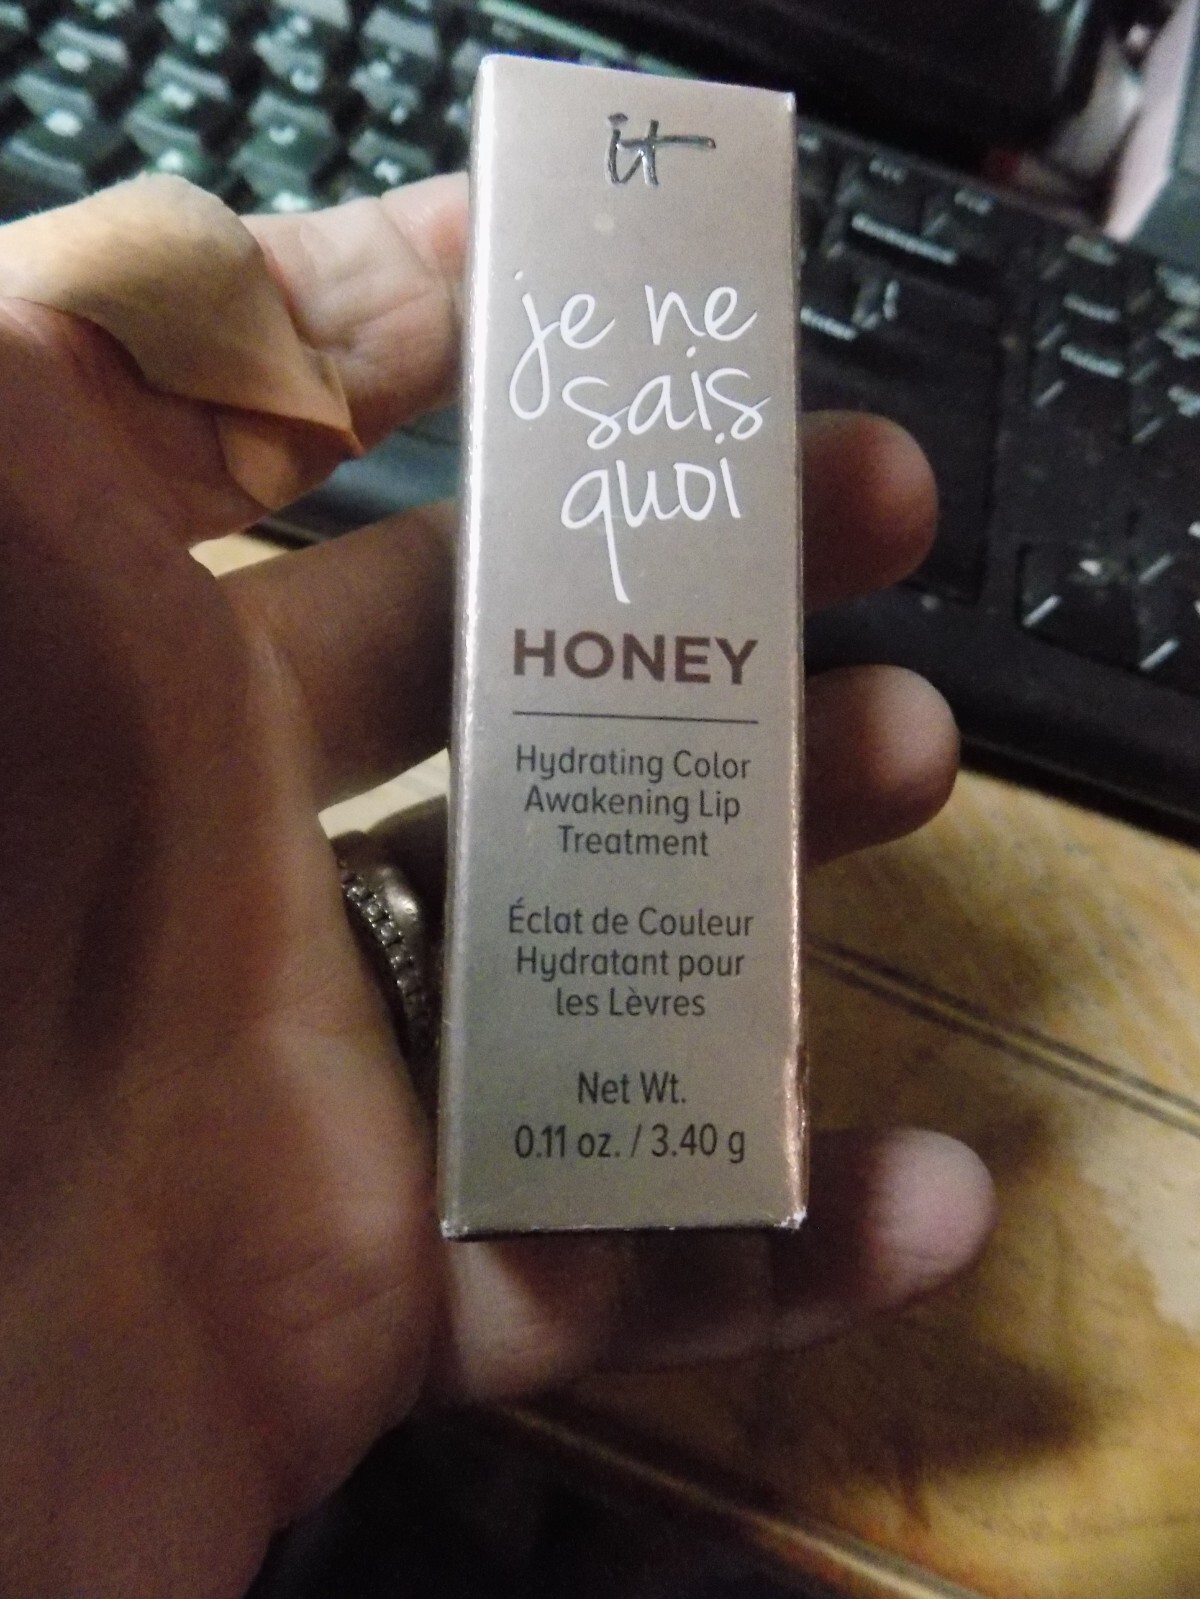 it
je ne
sais
quoi
HONEY
Hydrating Color
Awakening Lip
Treatment
Éclat de Couleur
Hydratant pour
les Lèvres
Net Wt.
0.11 oz. / 3.40 g